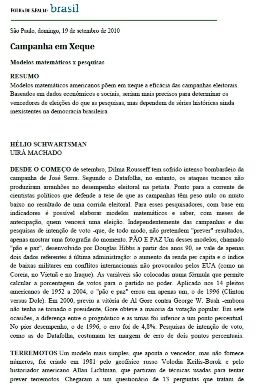 FOLHA DE S.PAULO brasil
São Paulo, domingo, 19 de setembro de 2010
Campanha em Xeque
Modelos matemáticos x pesquisas
RESUMO
Modelos matemáticos americanos põem em xeque a eficácia das campanhas eleitorais.
Baseados em dados econômicos e sociais, seriam mais precisos para determinar os
vencedores de eleições do que as pesquisas, mas dependem de séries históricas ainda
inexistentes na democracia brasileira.
HÉLIO SCHWARTSMAN
UIRÁ MACHADO
DESDE O COMEÇO de setembro, Dilma Rousseff tem sofrido intenso bombardeio da
campanha de José Serra. Segundo o Datafolha, no entanto, os ataques tucanos não
produziram arranhões no desempenho eleitoral na petista. Ponto para a corrente de
cientistas políticos que defende a tese de que as campanhas têm peso nulo ou muito
baixo no resultado de uma corrida eleitoral. Para esses pesquisadores, com base em
indicadores é possível elaborar modelos matemáticos e saber, com meses de
antecipação, quem vencerá uma eleição. Independentemente das campanhas e das
pesquisas de intenção de voto -que, de todo modo, não pretendem "prever" resultados,
apenas mostrar uma fotografia do momento. PÃO E PAZ Um desses modelos, chamado
"pão e paz", desenvolvido por Douglas Hibbs a partir dos anos 90, se vale de apenas
dois dados referentes à última administração: o aumento da renda per capita e o índice
de baixas militares em conflitos internacionais não provocados pelos EUA (como na
Coreia, no Vietnã e no Iraque). As variáveis são colocadas numa fórmula que permite
calcular a porcentagem de votos para o partido no poder. Aplicado nos 14 pleitos
americanos de 1952 a 2004, o "pão e paz" errou em apenas um, o de 1996 (Clinton
versus Dole). Em 2000, previu a vitória de Al Gore contra George W. Bush -embora
não tenha se tornado o presidente, Gore obteve a maioria da votação popular. Em sete
ocasiões, a diferença entre o prognóstico e as urnas foi inferior a um ponto percentual.
No pior desempenho, o de 1996, o erro foi de 4,8%. Pesquisas de intenção de voto,
como as do Datafolha, costumam ter margem de erro de dois pontos percentuais.
TERREMOTOS Um modelo mais simples, que aponta o vencedor, mas não fornece
números, foi criado em 1981 pelo geofísico russo Volodia Keilis-Borok e pelo
historiador americano Allan Lichtman, que partiram de técnicas usadas para tentar
prever terremotos. Chegaram a um questionário de 13 perguntas que tratam de